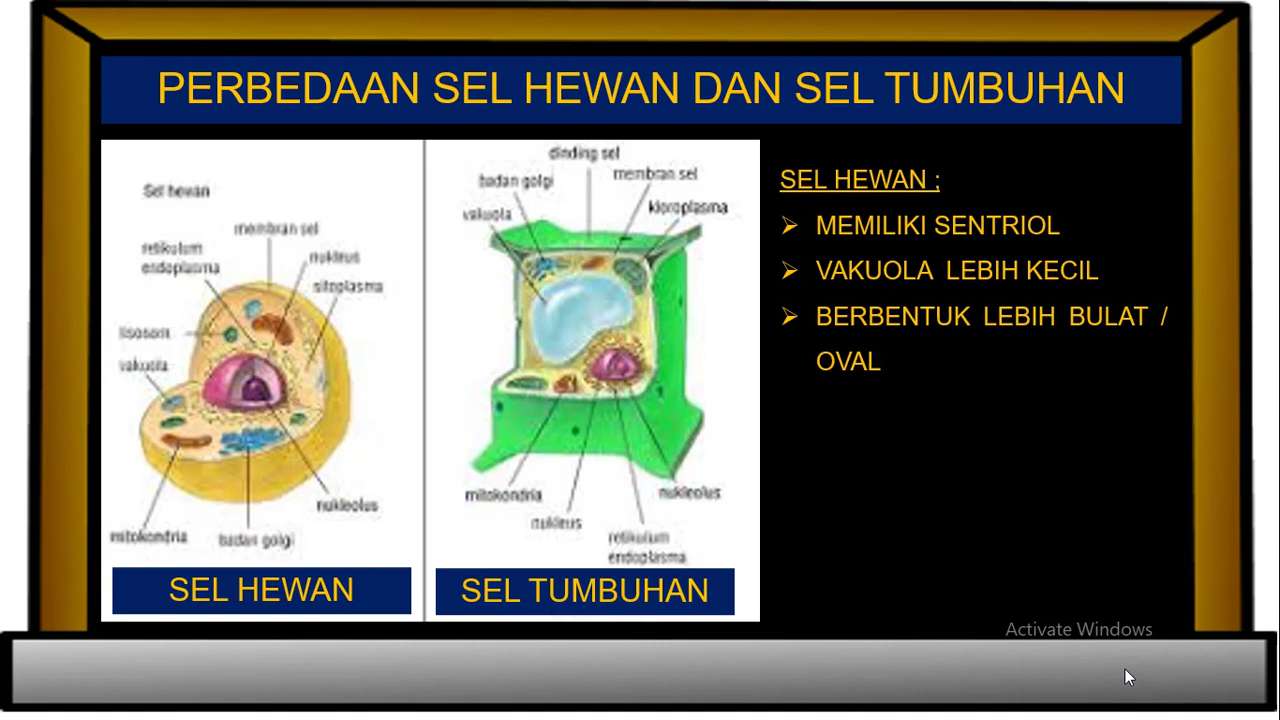 PERBEDAAN SEL HEWAN DAN SEL TUMBUHAN
Sel hewan
membran sel
retikulum
endoplasma
nukleus
sitoplasma
lisosom
vakuola
nukleolus
mitokondria
badan golgi
SEL HEWAN
dinding sel
badan golgi
membran sel
vakuola
kloroplasma
mitokondria
nukleolus
nukleus
retikulum
endoplasma
SEL TUMBUHAN
SEL HEWAN ;
MEMILIKI SENTRIOL
VAKUOLA LEBIH KECIL
BERBENTUK LEBIH BULAT /
OVAL
Activate Windows